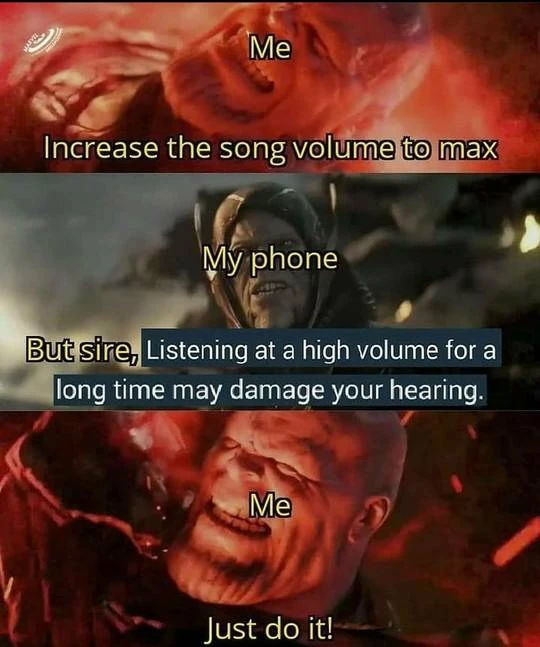 Me
Increase the song volume to max
My phone
But sire, Listening at a high volume for a
long time may damage your hearing.
Me
Just do it!